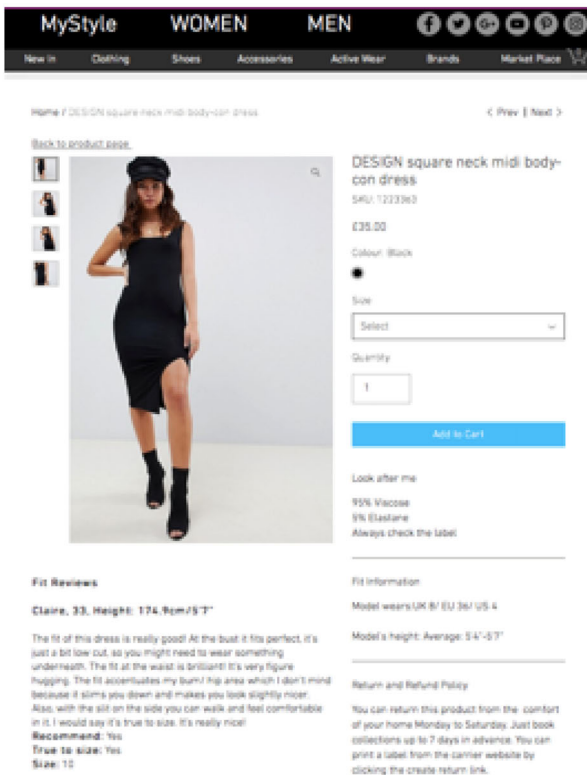 MyStyle WOMEN MEN
New In Clothing Shoes Accessories Active Wear Brands Market Place
Home / DESIGN square neck midi body-con dress
< Prev | Next >
Back to product page
DESIGN square neck midi body-
con dress
SKU: 1223363
£35.00
Colour: Black
Size
Select
Quantity
1
Add to Cart
Look after me
95% Viscose
5% Elastane
Always check the label
Fit Information
Model wears:UK 8/ EU 36/ US 4
Model's height: Average: 5'4"-5'7"
Return and Refund Policy
You can return this product from the comfort
of your home Monday to Saturday. Just book
collections up to 7 days in advance. You can
print a label from the carrier website by
clicking the create return link.
Fit Reviews
Claire, 33, Height: 174.9cm/5'7"
The fit of this dress is really good! At the bust it fits perfect, it's
just a bit low cut, so you might need to wear something
underneath. The fit at the waist is brilliant! It's very figure
hugging. The fit accentuates my bum/ hip area which I don't mind
because it slims you down and makes you look slightly nicer.
Also, with the slit on the side you can walk and feel comfortable
in it. I would say it's true to size. It's really nice!
Recommend: Yes
True to size: Yes
Size: 10